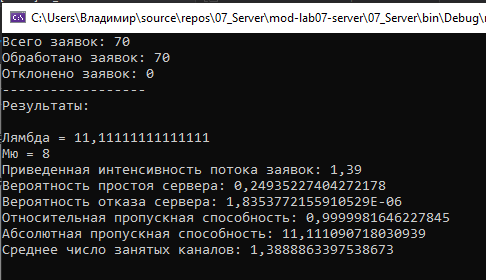 C:\Users\Владимир\source\repos\07_Server\mod-lab07-server\07_Server\bin\Debug\
Всего заявок: 70
Обработано заявок: 70
Отклонено заявок: 0
------------------
Результаты:
Лямбда = 11,11111111111111
Мю = 8
Приведенная интенсивность потока заявок: 1,39
Вероятность простоя сервера: 0,24935227404272178
Вероятность отказа сервера: 1,8353772155910529E-06
Относительная пропускная способность: 0,9999981646227845
Абсолютная пропускная способность: 11,111090718030939
Среднее число занятых каналов: 1,3888863397538673